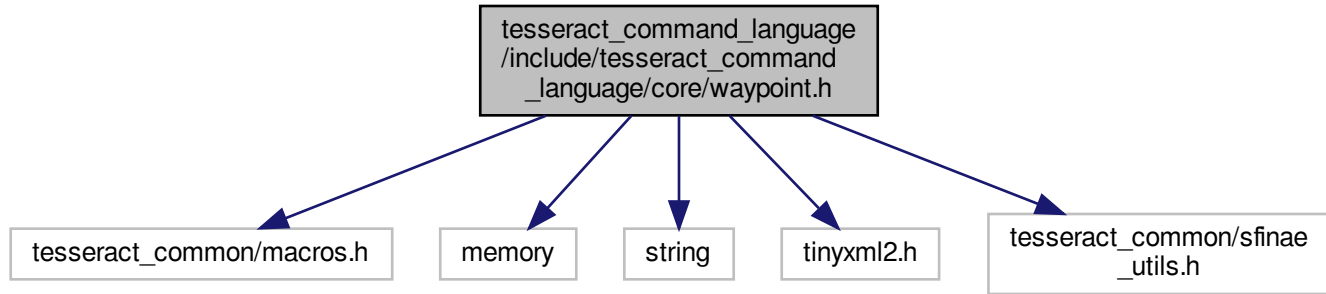 tesseract_command_language
/include/tesseract_command
_language/core/waypoint.h
tesseract_common/macros.h
memory
string
tinyxml2.h
tesseract_common/sfinae
_utils.h